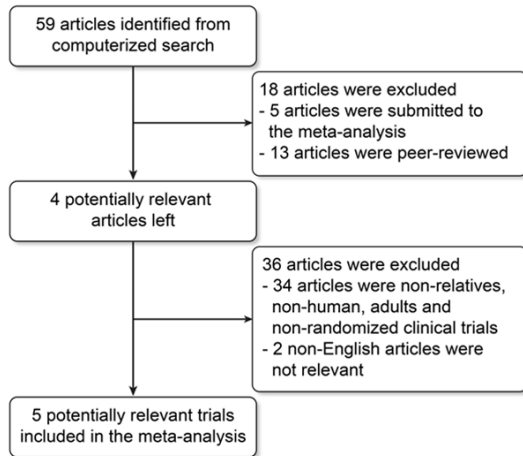 59 articles identified from
computerized search
18 articles were excluded
- 5 articles were submitted to
the meta-analysis
- 13 articles were peer-reviewed
4 potentially relevant
articles left
36 articles were excluded
- 34 articles were non-relatives,
non-human, adults and
non-randomized clinical trials
- 2 non-English articles were
not relevant
5 potentially relevant trials
included in the meta-analysis